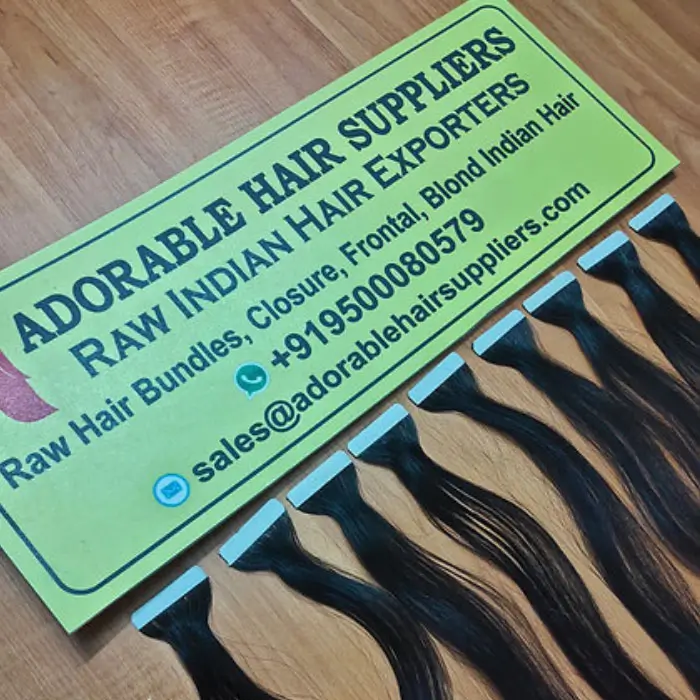 ADORABLE HAIR SUPPLIERS
RAW INDIAN HAIR EXPORTERS
Raw Hair Bundles, Closure, Frontal, Blond Indian Hair
+919500080579
sales@adorablehairsuppliers.com